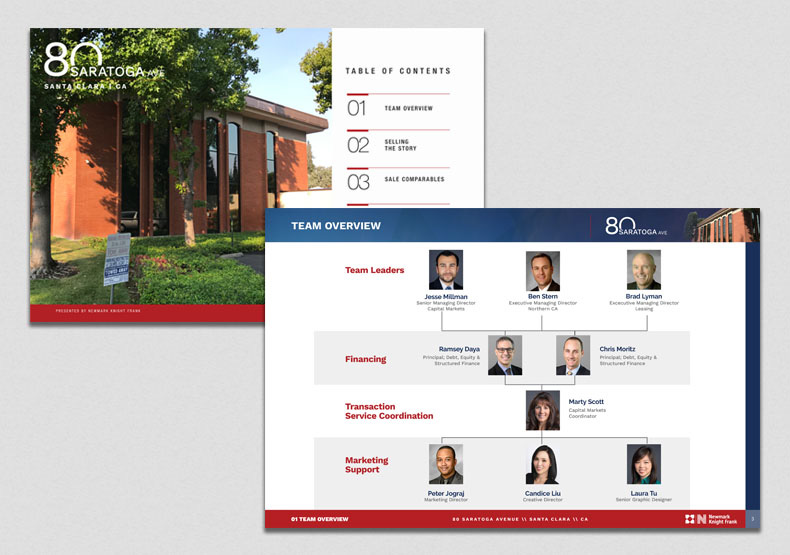 80
SARATOGA AVE
SANTA CLARA | CA
TABLE OF CONTENTS
01
TEAM OVERVIEW
02
SELLING
THE STORY
03
SALE COMPARABLES
PRESENTED BY NEWMARK KNIGHT FRANK
TEAM OVERVIEW
80
SARATOGA AVE
Team Leaders
Jesse Millman
Senior Managing Director
Capital Markets
Ben Stern
Executive Managing Director
Northern CA
Brad Lyman
Excecutive Managing Director
Leasing
Financing
Ramsey Daya
Principal; Debt, Equity &
Structured Finance
Chris Moritz
Principal; Debt, Equity &
Structured Finance
Transaction
Service Coordination
Marty Scott
Capital Markets
Coordinator
Marketing
Support
Peter Jograj
Marketing Director
Candice Liu
Creative Director
Laura Tu
Senior Graphic Designer
01 TEAM OVERVIEW
80 SARATOGA AVENUE \\ SANTA CLARA \\ CA
Newmark
Knight Frank
3